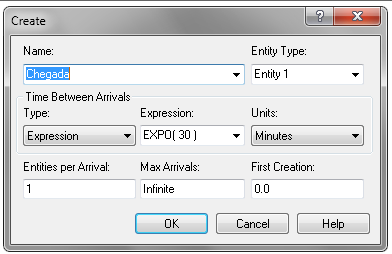 Create
Name: Entity Type:
Chegada Entity 1
Time Between Arrivals
Type: Expression: Units:
Expression EXPO( 30 ) Minutes
Entities per Arrival: Max Arrivals: First Creation:
1 Infinite 0.0
OK Cancel Help